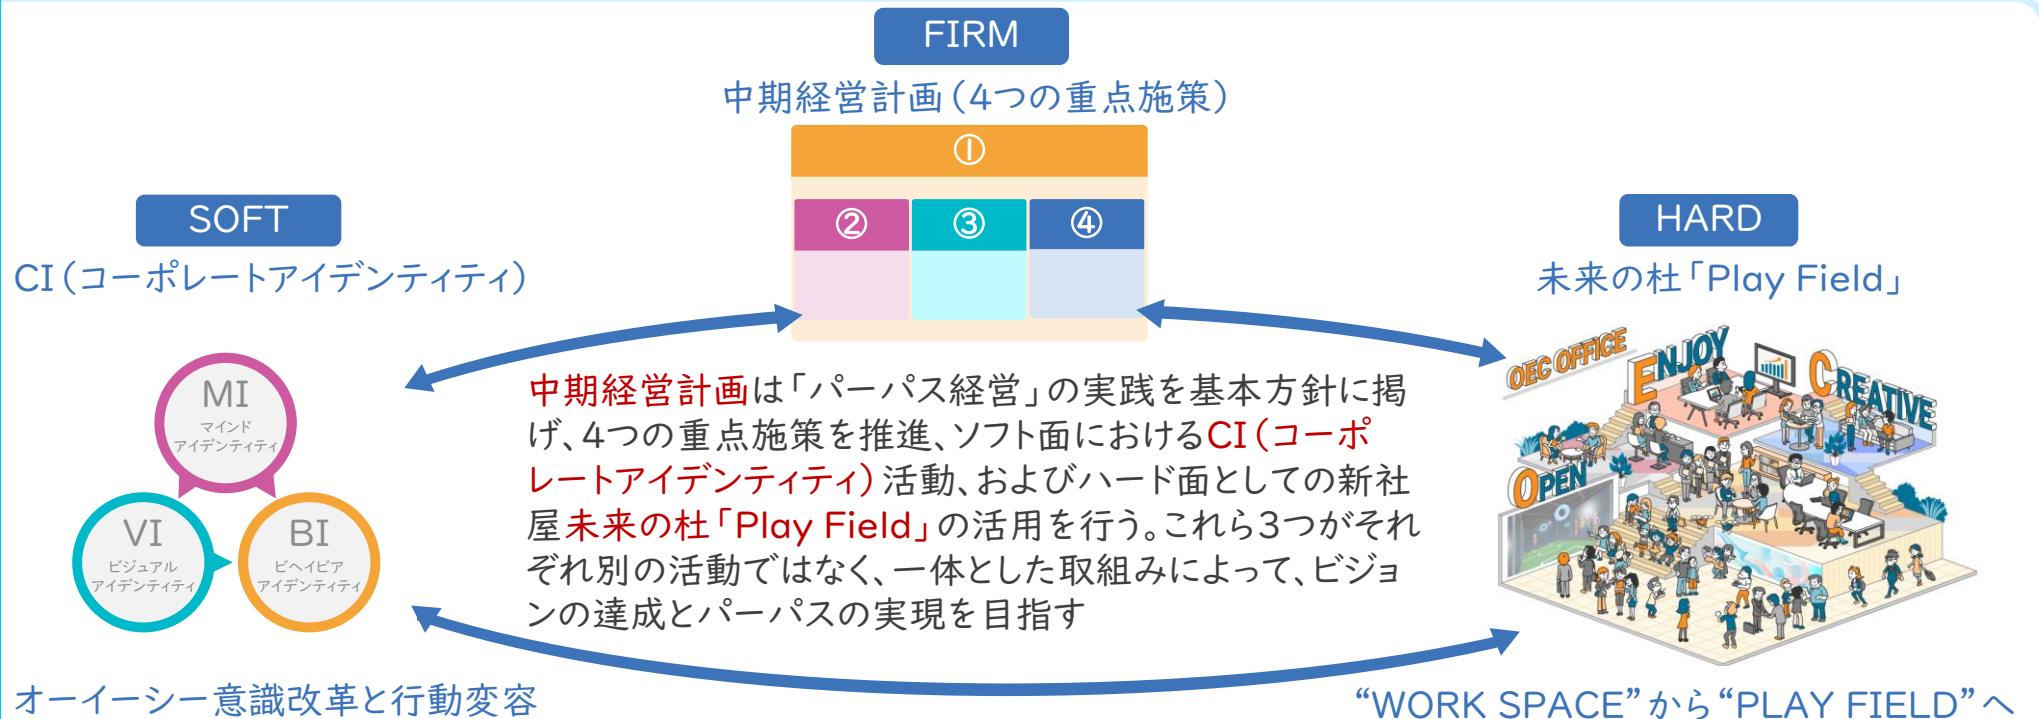 FIRM
中期経営計画（4つの重点施策）
①
② ③ ④
SOFT
CI（コーポレートアイデンティティ）
MI
マインド
アイデンティティ
VI
ビジュアル
アイデンティティ
BI
ビヘイビア
アイデンティティ
オーイーシー意識改革と行動変容
中期経営計画は「パーパス経営」の実践を基本方針に掲
げ、4つの重点施策を推進、ソフト面におけるCI（コーポ
レートアイデンティティ）活動、およびハード面としての新社
屋未来の杜「Play Field」の活用を行う。これら3つがそれ
ぞれ別の活動ではなく、一体とした取組みによって、ビジョ
ンの達成とパーパスの実現を目指す
HARD
未来の杜「Play Field」
OEC OFFICE
ENJOY
CREATIVE
OPEN
“WORK SPACE”から“PLAY FIELD”へ